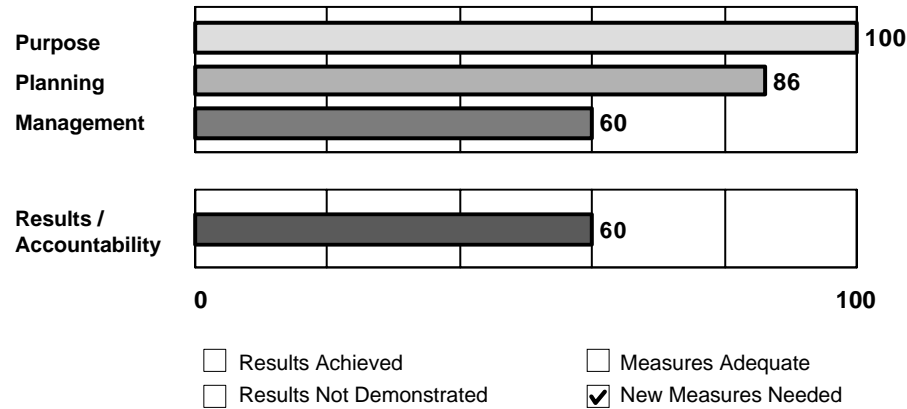 Purpose 100
Planning 86
Management 60
Results /
Accountability 60
0 100
Results Achieved Measures Adequate
Results Not Demonstrated New Measures Needed